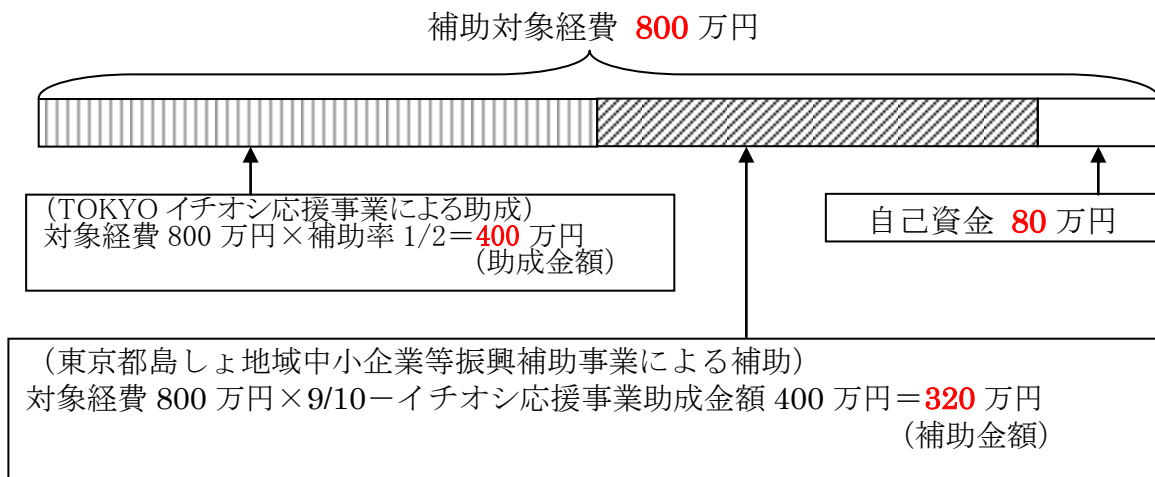 補助対象経費 800 万円
(TOKYO イチオシ応援事業による助成)
対象経費 800 万円×補助率 1/2＝400 万円
(助成金額)
自己資金 80 万円
（東京都島しょ地域中小企業等振興補助事業による補助）
対象経費 800 万円×9/10－イチオシ応援事業助成金額 400 万円＝320 万円
（補助金額）